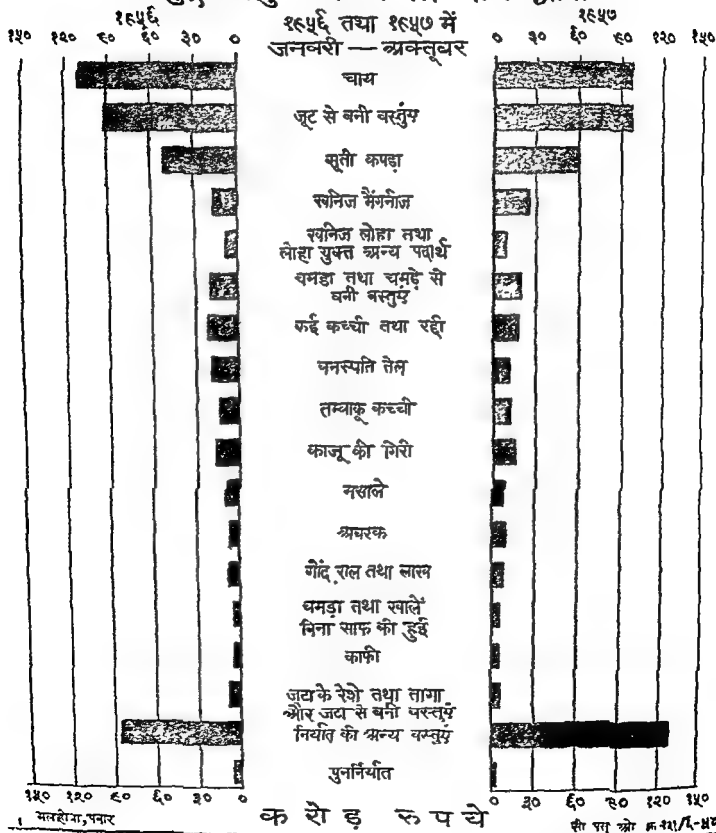 १९५६ १९५७
१९५६ तथा १९५७ में
१५० १२० ९० ६० ३० ० ० ३० ६० ९० १२० १५०
जनवरी — अक्तूबर
चाय
जूट से बनी वस्तुएं
सूती कपड़ा
खनिज मैंगनीज
खनिज लोहा तथा
लोहा युक्त अन्य पदार्थ
चमड़ा तथा चमड़े से
बनी वस्तुएं
रूई कच्ची तथा रद्दी
वनस्पति तेल
तम्बाकू कच्ची
काजू की गिरी
मसाले
अबरक
गोंद, राल तथा लाख
चमड़ा तथा खालें
बिना साफ की हुई
काफी
जटा के रेशे तथा तागा
और जटा से बनी वस्तुएं
निर्यात की अन्य वस्तुएं
पुनर्निर्यात
१५० १२० ९० ६० ३० ० ० ३० ६० ९० १२० १५०
करोड़ रुपये